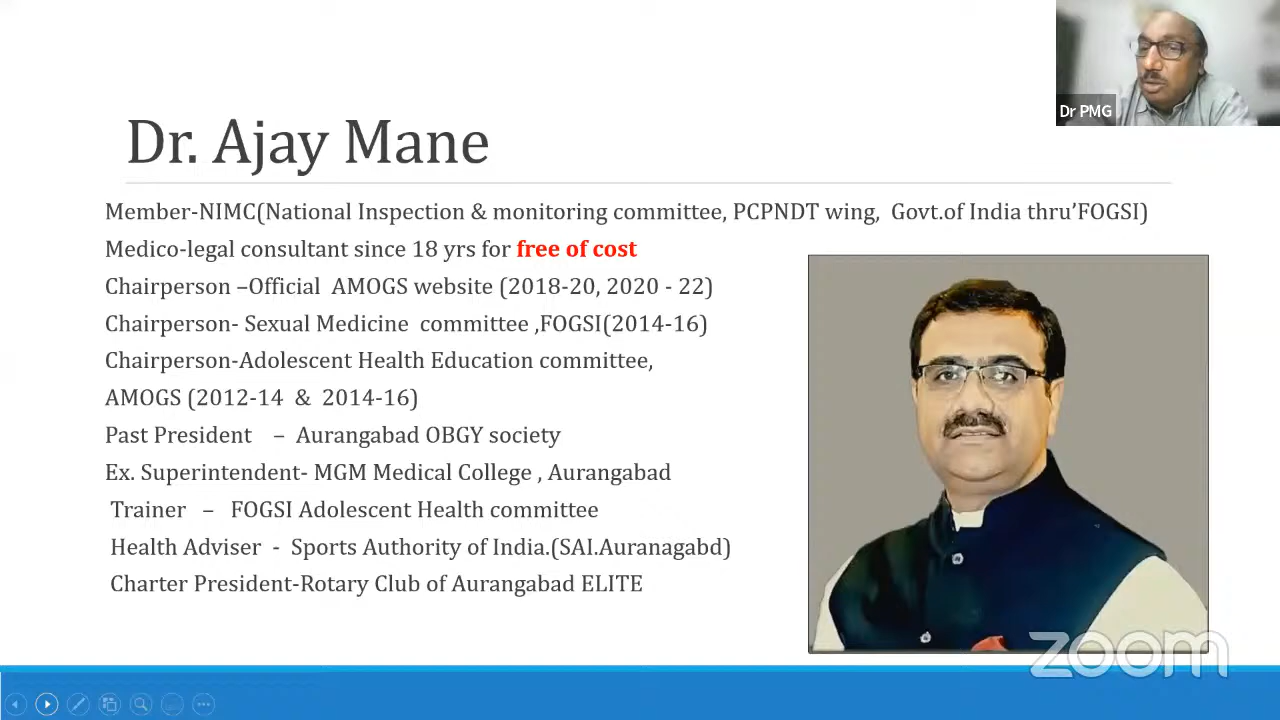 Dr PMG
Dr. Ajay Mane
Member-NIMC(National Inspection & monitoring committee, PCPNDT wing, Govt.of India thru'FOGSI)
Medico-legal consultant since 18 yrs for free of cost
Chairperson –Official AMOGS website (2018-20, 2020 - 22)
Chairperson- Sexual Medicine committee ,FOGSI(2014-16)
Chairperson-Adolescent Health Education committee,
AMOGS (2012-14 & 2014-16)
Past President – Aurangabad OBGY society
Ex. Superintendent- MGM Medical College , Aurangabad
Trainer – FOGSI Adolescent Health committee
Health Adviser - Sports Authority of India.(SAI.Auranagabd)
Charter President-Rotary Club of Aurangabad ELITE
zoom